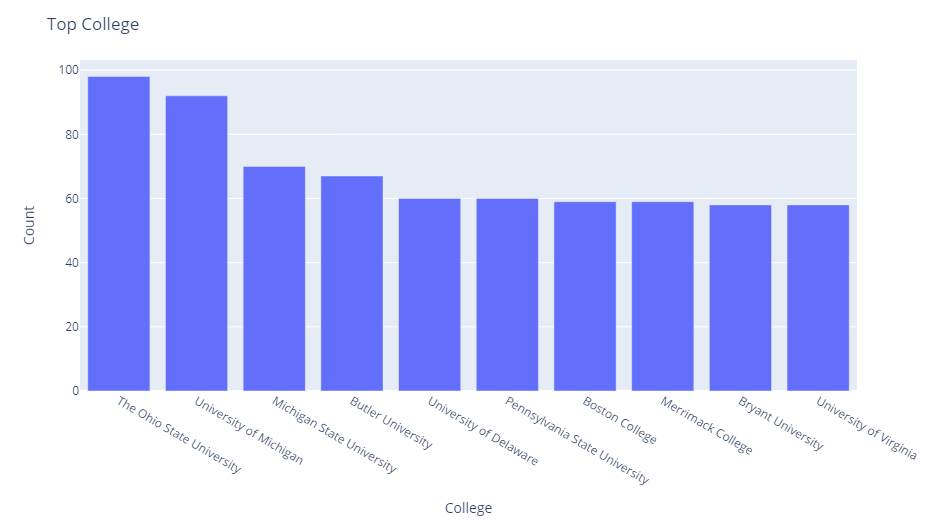 Top College
100
80
60
40
20
0
Count
The Ohio State University
University of Michigan
Michigan State University
Butler University
University of Delaware
Pennsylvania State University
Boston College
Merrimack College
Bryant University
University of Virginia
College